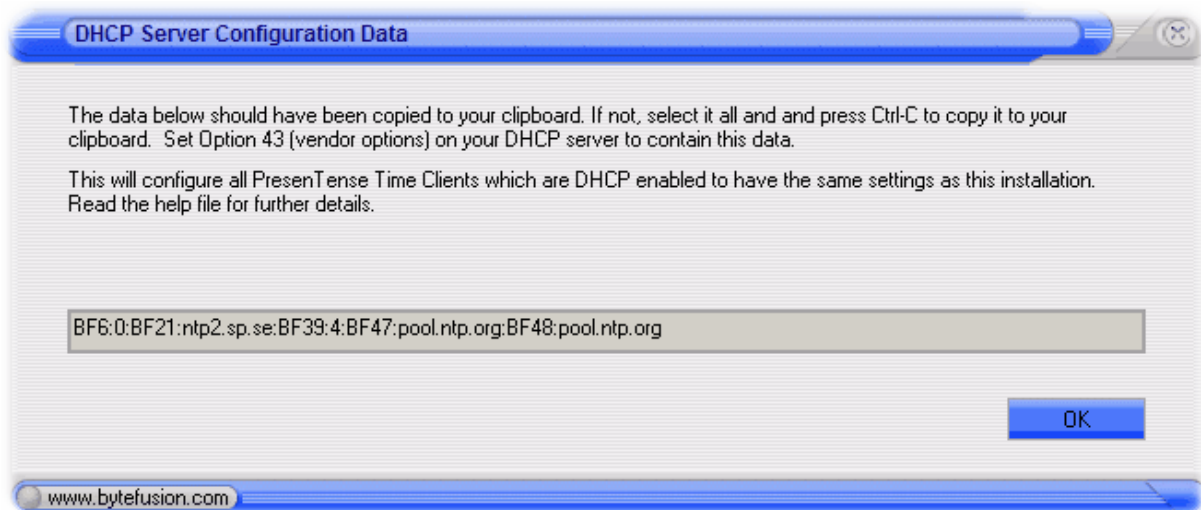 DHCP Server Configuration Data
The data below should have been copied to your clipboard. If not, select it all and and press Ctrl-C to copy it to your
clipboard.  Set Option 43 (vendor options) on your DHCP server to contain this data.
This will configure all PresenTense Time Clients which are DHCP enabled to have the same settings as this installation.
Read the help file for further details.
BF6:0:BF21:ntp2.sp.se:BF39:4:BF47:pool.ntp.org:BF48:pool.ntp.org
OK
www.bytefusion.com